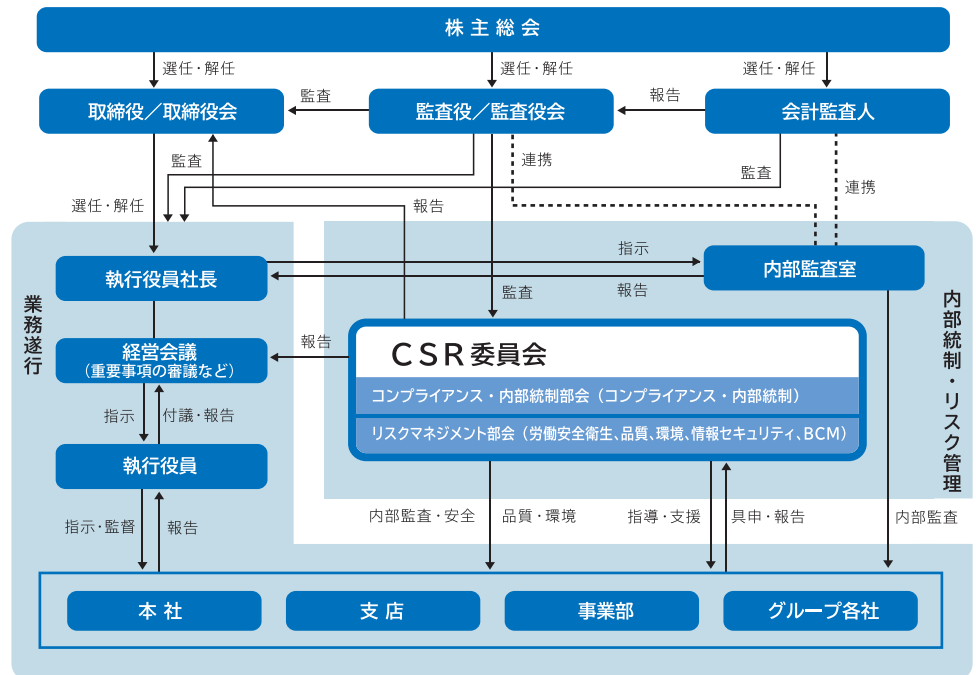 株主総会
選任・解任
選任・解任
選任・解任
取締役／取締役会
監査
監査役／監査役会
報告
会計監査人
監査
連携
監査
連携
選任・解任
報告
指示
執行役員社長
内部監査室
報告
監査
業務遂行
内部統制・リスク管理
経営会議
（重要事項の審議など）
報告
CSR委員会
コンプライアンス・内部統制部会（コンプライアンス・内部統制）
リスクマネジメント部会（労働安全衛生、品質、環境、情報セキュリティ、BCM）
指示
付議・報告
執行役員
指示・監督
報告
内部監査・安全
品質・環境
指導・支援
具申・報告
内部監査
本社
支店
事業部
グループ各社